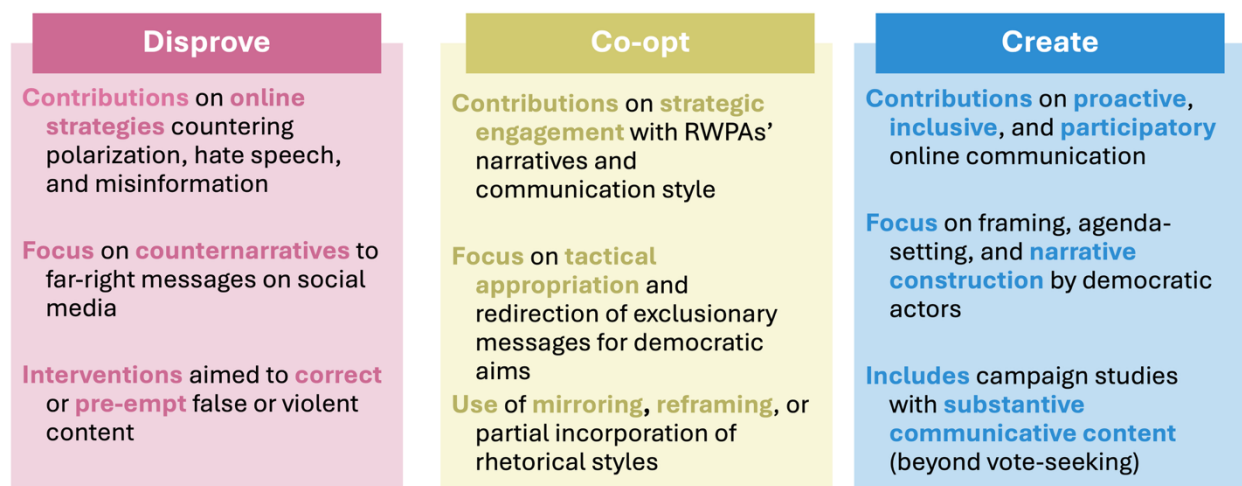 Disprove
Contributions on online
strategies countering
polarization, hate speech,
and misinformation
Focus on counternarratives to
far-right messages on social
media
Interventions aimed to correct
or pre-empt false or violent
content
Co-opt
Contributions on strategic
engagement with RWPAs’
narratives and
communication style
Focus on tactical
appropriation and
redirection of exclusionary
messages for democratic
aims
Use of mirroring, reframing, or
partial incorporation of
rhetorical styles
Create
Contributions on proactive,
inclusive, and participatory
online communication
Focus on framing, agenda-
setting, and narrative
construction by democratic
actors
Includes campaign studies
with substantive
communicative content
(beyond vote-seeking)